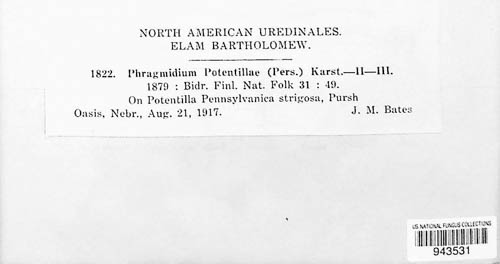 NORTH AMERICAN UREDINALES.
ELAM BARTHOLOMEW.
1822. Phragmidium Potentillae (Pers.) Karst.—II—III.
1879 : Bidr. Finl. Nat. Folk 31 : 49.
On Potentilla Pennsylvanica strigosa, Pursh
Oasis, Nebr., Aug. 21, 1917. J. M. Bates
US NATIONAL FUNGUS COLLECTIONS
943531